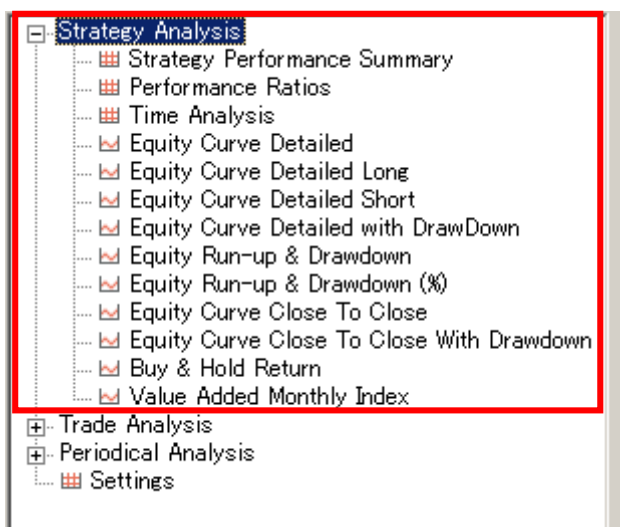 Strategy Analysis
Strategy Performance Summary
Performance Ratios
Time Analysis
Equity Curve Detailed
Equity Curve Detailed Long
Equity Curve Detailed Short
Equity Curve Detailed with DrawDown
Equity Run-up & Drawdown
Equity Run-up & Drawdown (%)
Equity Curve Close To Close
Equity Curve Close To Close With Drawdown
Buy & Hold Return
Value Added Monthly Index
Trade Analysis
Periodical Analysis
Settings